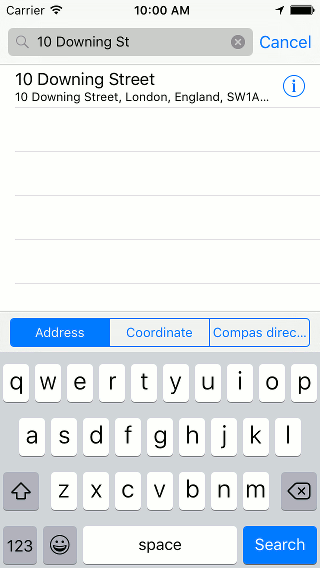 Carrier 10:00 AM
10 Downing St Cancel
10 Downing Street
10 Downing Street, London, England, SW1A...
Address Coordinate Compas direc...
q w e r t y u i o p
a s d f g h j k l
z x c v b n m
123 space Search